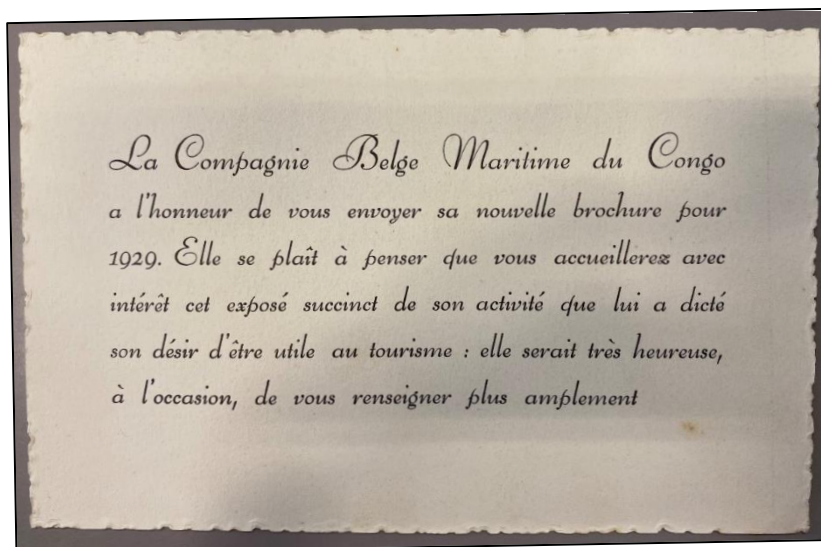 La Compagnie Belge Maritime du Congo
a l'honneur de vous envoyer sa nouvelle brochure pour
1929. Elle se plaît à penser que vous accueillerez avec
intérêt cet exposé succinct de son activité que lui a dicté
son désir d'être utile au tourisme : elle serait très heureuse,
à l'occasion, de vous renseigner plus amplement